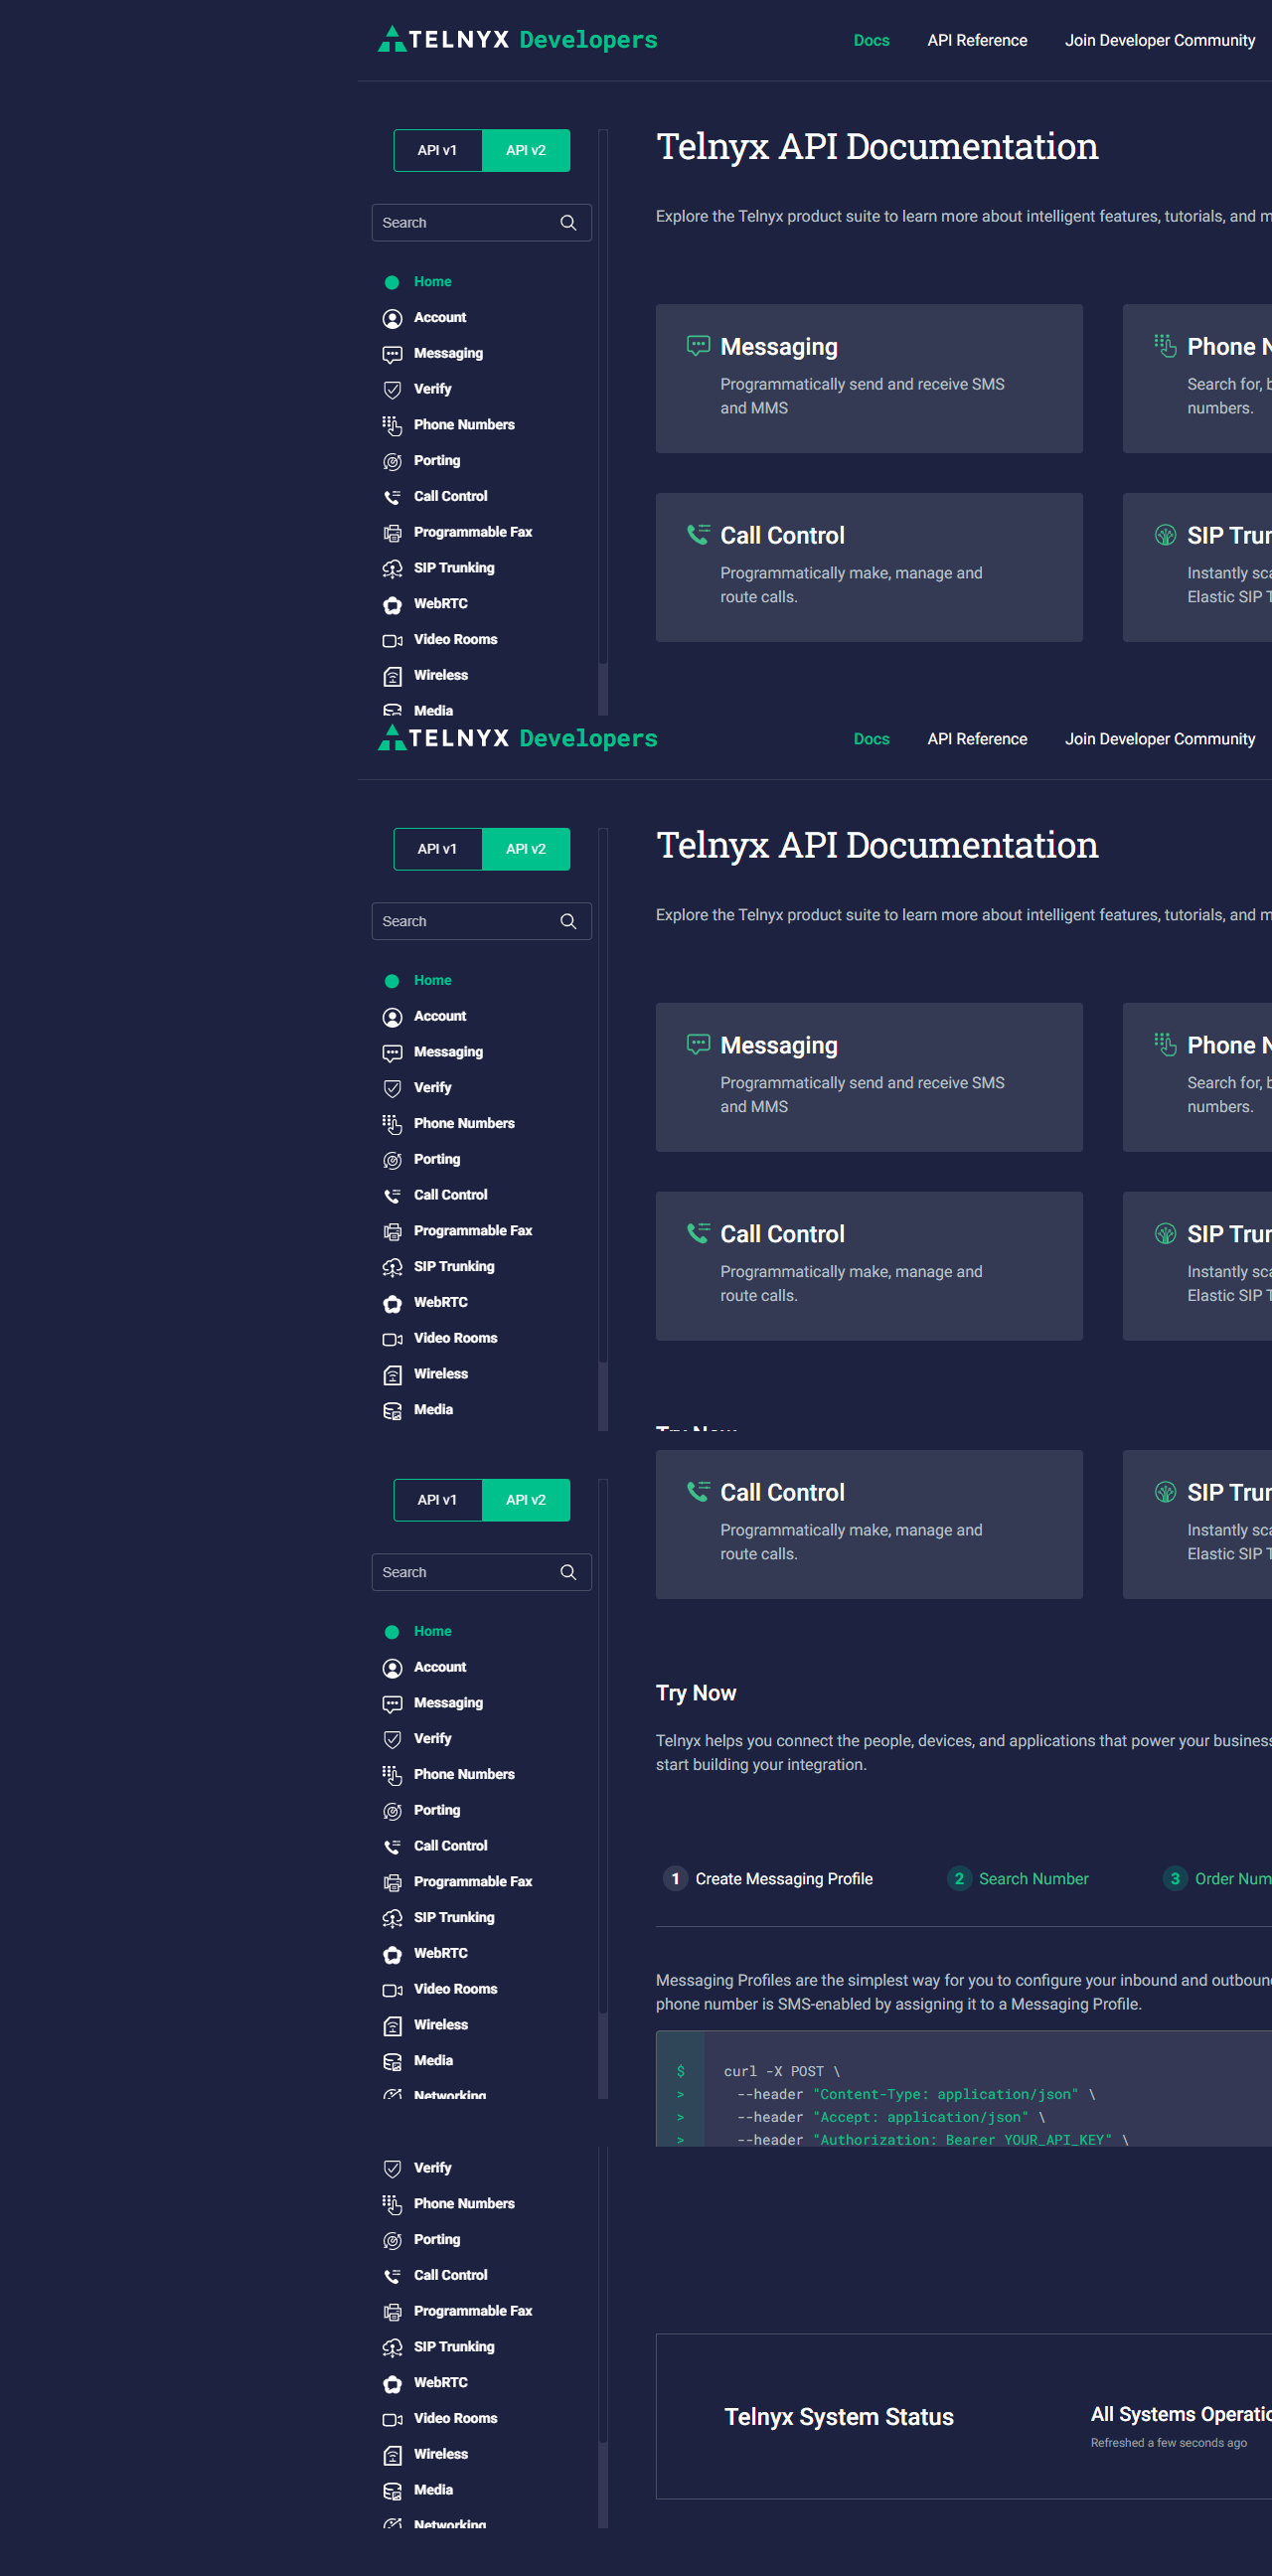 TELNYX Developers
Docs
API Reference
Join Developer Community
API v1
API v2
Search
Home
Account
Messaging
Verify
Phone Numbers
Porting
Call Control
Programmable Fax
SIP Trunking
WebRTC
Video Rooms
Wireless
Media
Telnyx API Documentation
Explore the Telnyx product suite to learn more about intelligent features, tutorials, and m
Messaging
Programmatically send and receive SMS
and MMS
Phone N
Search for, b
numbers.
Call Control
Programmatically make, manage and
route calls.
SIP Trun
Instantly sca
Elastic SIP T
TELNYX Developers
Docs
API Reference
Join Developer Community
API v1
API v2
Search
Home
Account
Messaging
Verify
Phone Numbers
Porting
Call Control
Programmable Fax
SIP Trunking
WebRTC
Video Rooms
Wireless
Media
Telnyx API Documentation
Explore the Telnyx product suite to learn more about intelligent features, tutorials, and m
Messaging
Programmatically send and receive SMS
and MMS
Phone N
Search for, b
numbers.
Call Control
Programmatically make, manage and
route calls.
SIP Trun
Instantly sca
Elastic SIP T
Try Now
API v1
API v2
Search
Home
Account
Messaging
Verify
Phone Numbers
Porting
Call Control
Programmable Fax
SIP Trunking
WebRTC
Video Rooms
Wireless
Media
Networking
Call Control
Programmatically make, manage and
route calls.
SIP Trun
Instantly sca
Elastic SIP T
Try Now
Telnyx helps you connect the people, devices, and applications that power your business
start building your integration.
1 Create Messaging Profile
2 Search Number
3 Order Num
Messaging Profiles are the simplest way for you to configure your inbound and outbound
phone number is SMS-enabled by assigning it to a Messaging Profile.
$ curl -X POST \
> --header "Content-Type: application/json" \
> --header "Accept: application/json" \
> --header "Authorization: Bearer YOUR_API_KEY" \
Verify
Phone Numbers
Porting
Call Control
Programmable Fax
SIP Trunking
WebRTC
Video Rooms
Wireless
Media
Networking
Telnyx System Status
All Systems Operatio
Refreshed a few seconds ago